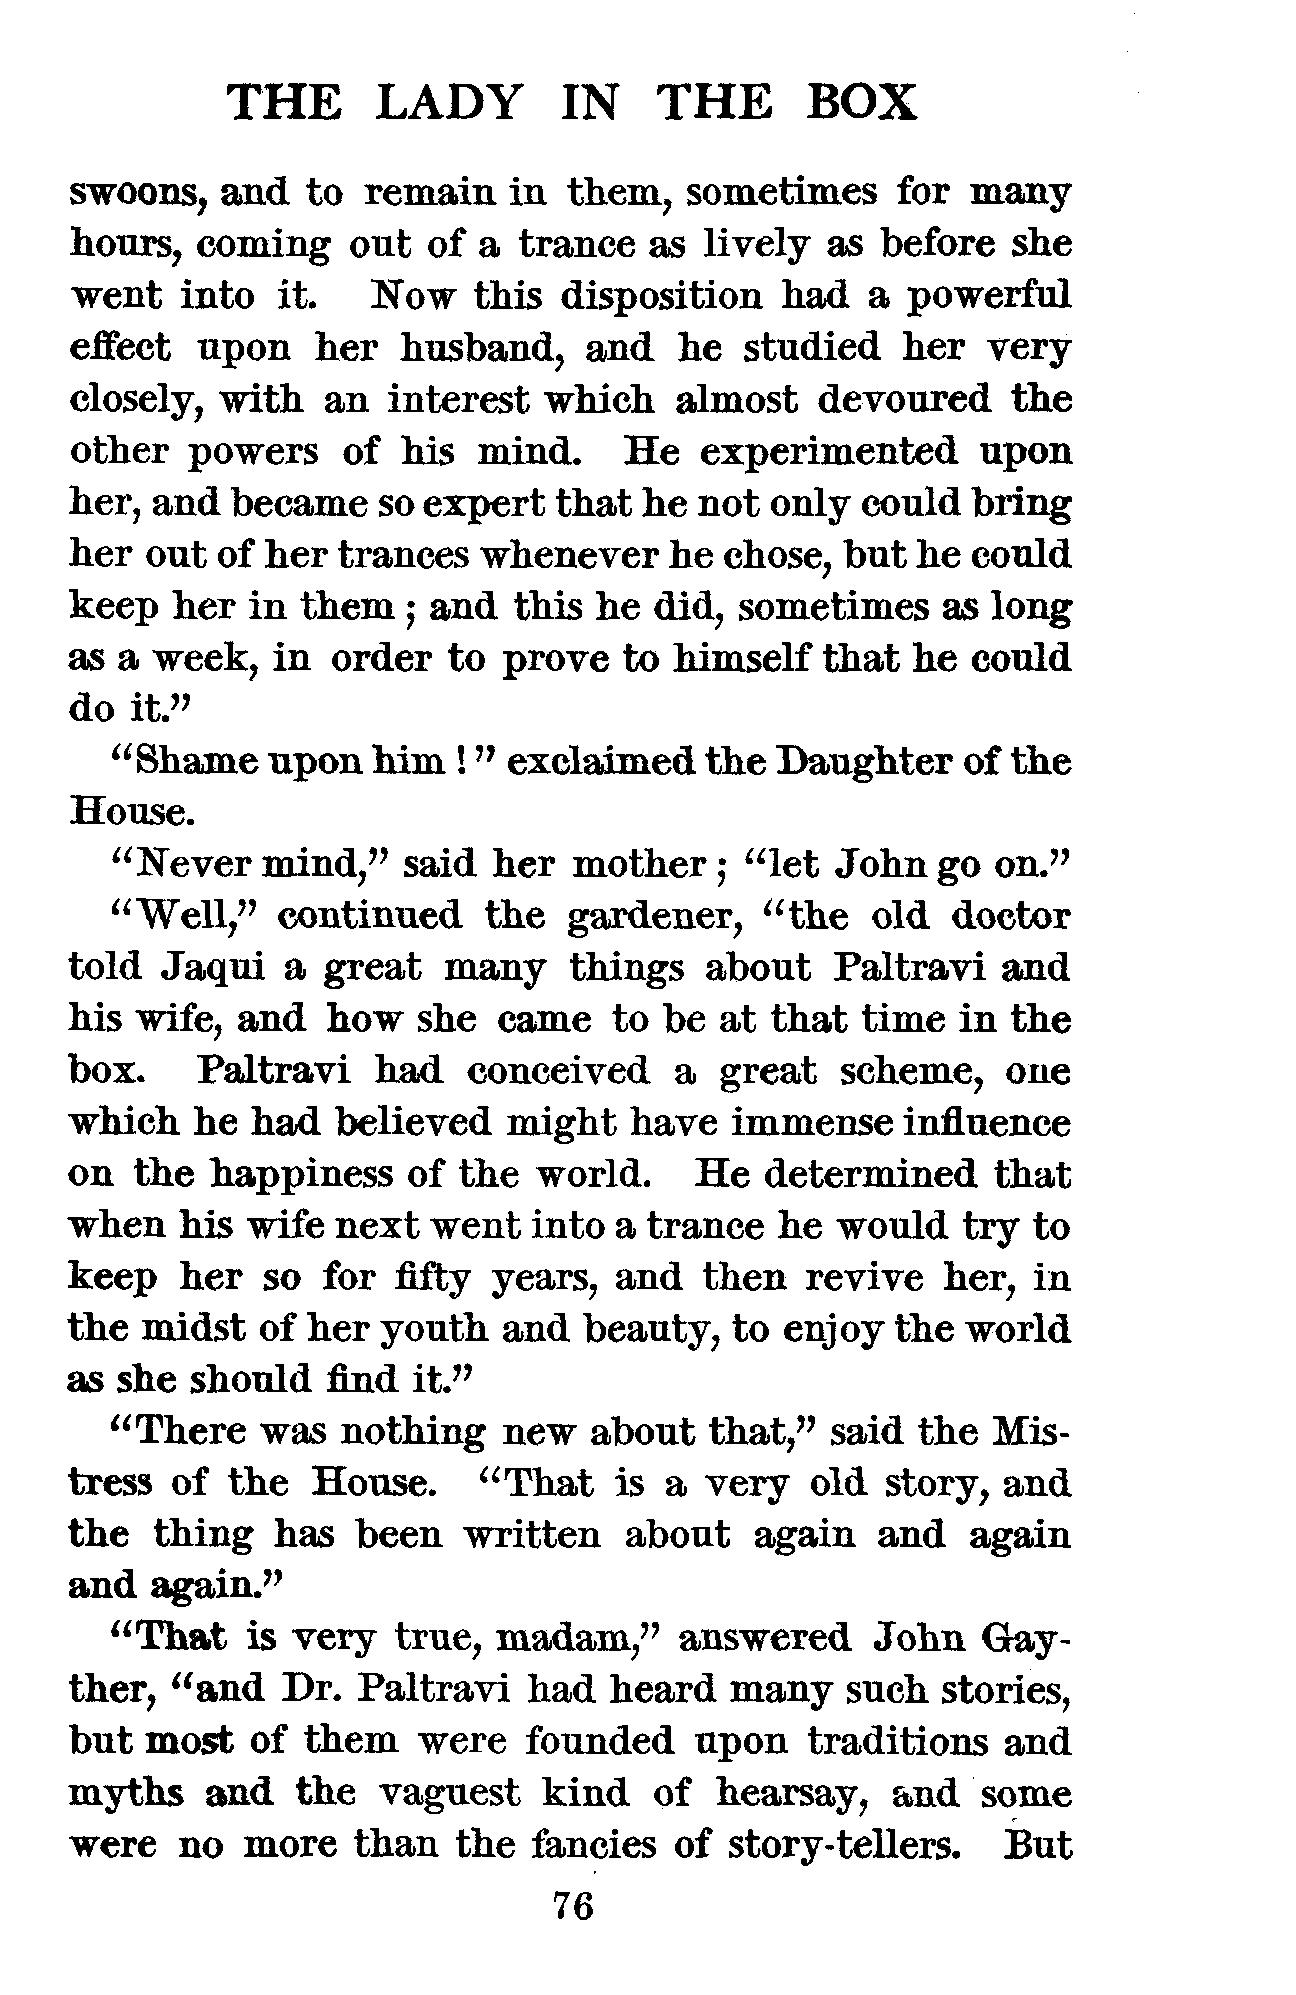 THE LADY IN THE BOX
swoons, and to remain in them, sometimes for many
hours, coming out of a trance as lively as before she
went into it. Now this disposition had a powerful
effect upon her husband, and he studied her very
closely, with an interest which almost devoured the
other powers of his mind. He experimented upon
her, and became so expert that he not only could bring
her out of her trances whenever he chose, but he could
keep her in them ; and this he did, sometimes as long
as a week, in order to prove to himself that he could
do it.”
“Shame upon him ! ” exclaimed the Daughter of the
House.
“Never mind,” said her mother ; “let John go on.”
“Well,” continued the gardener, “the old doctor
told Jaqui a great many things about Paltravi and
his wife, and how she came to be at that time in the
box. Paltravi had conceived a great scheme, one
which he had believed might have immense influence
on the happiness of the world. He determined that
when his wife next went into a trance he would try to
keep her so for fifty years, and then revive her, in
the midst of her youth and beauty, to enjoy the world
as she should find it.”
“There was nothing new about that,” said the Mis-
tress of the House. “That is a very old story, and
the thing has been written about again and again
and again.”
“That is very true, madam,” answered John Gay-
ther, “and Dr. Paltravi had heard many such stories,
but most of them were founded upon traditions and
myths and the vaguest kind of hearsay, and some
were no more than the fancies of story-tellers. But
76